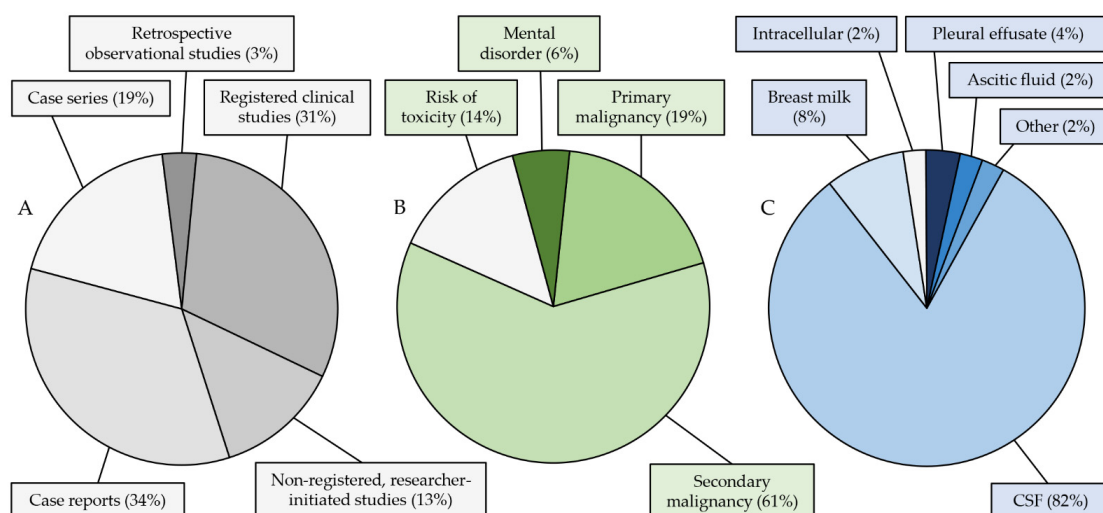 Retrospective
observational studies (3%)
Case series (19%)
Registered clinical
studies (31%)
A
Case reports (34%)
Non-registered, researcher-
initiated studies (13%)
Mental
disorder (6%)
Risk of
toxicity (14%)
Primary
malignancy (19%)
B
Secondary
malignancy (61%)
Intracellular (2%)
Pleural effusate (4%)
Ascitic fluid (2%)
Breast milk
(8%)
Other (2%)
C
CSF (82%)